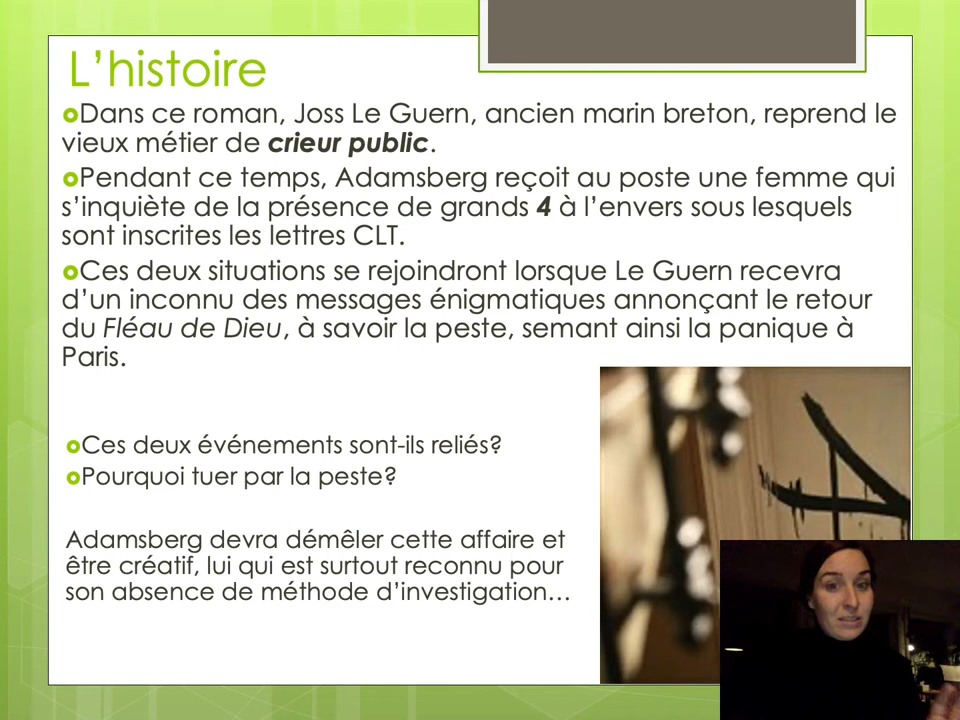 L’histoire
Dans ce roman, Joss Le Guern, ancien marin breton, reprend le
vieux métier de crieur public.
Pendant ce temps, Adamsberg reçoit au poste une femme qui
s’inquiète de la présence de grands 4 à l’envers sous lesquels
sont inscrites les lettres CLT.
Ces deux situations se rejoindront lorsque Le Guern recevra
d’un inconnu des messages énigmatiques annonçant le retour
du Fléau de Dieu, à savoir la peste, semant ainsi la panique à
Paris.
Ces deux événements sont-ils reliés?
Pourquoi tuer par la peste?
Adamsberg devra démêler cette affaire et
être créatif, lui qui est surtout reconnu pour
son absence de méthode d’investigation…